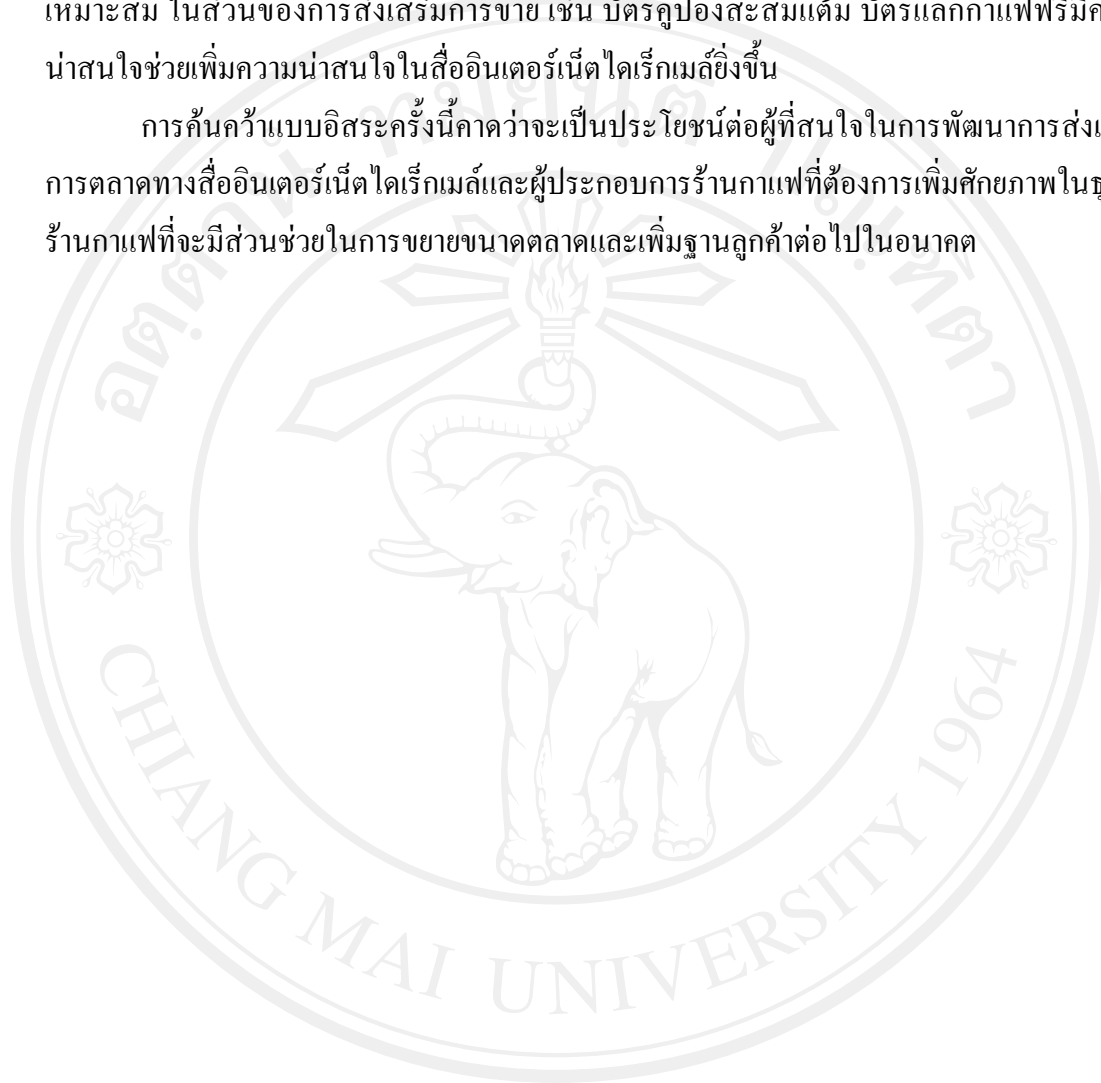 เหมาะสม ในส่วนของการส่งเสริมการขาย เช่น บัตรคูปองสะสมแต้ม บัตรแลกกาแฟฟรีมีค
น่าสนใจช่วยเพิ่มความน่าสนใจในสื่ออินเตอร์เน็ตไดเร็กเมล์ยิ่งขึ้น
การค้นคว้าแบบอิสระครั้งนี้คาดว่าจะเป็นประโยชน์ต่อผู้ที่สนใจในการพัฒนาการส่งเ
การตลาดทางสื่ออินเตอร์เน็ตไดเร็กเมล์และผู้ประกอบการร้านกาแฟที่ต้องการเพิ่มศักยภาพในธุ
ร้านกาแฟที่จะมีส่วนช่วยในการขยายขนาดตลาดและเพิ่มฐานลูกค้าต่อไปในอนาคต
อตฺตานํ ทมยนฺติ ปณฺฑิตา
CHIANG MAI UNIVERSITY 1964